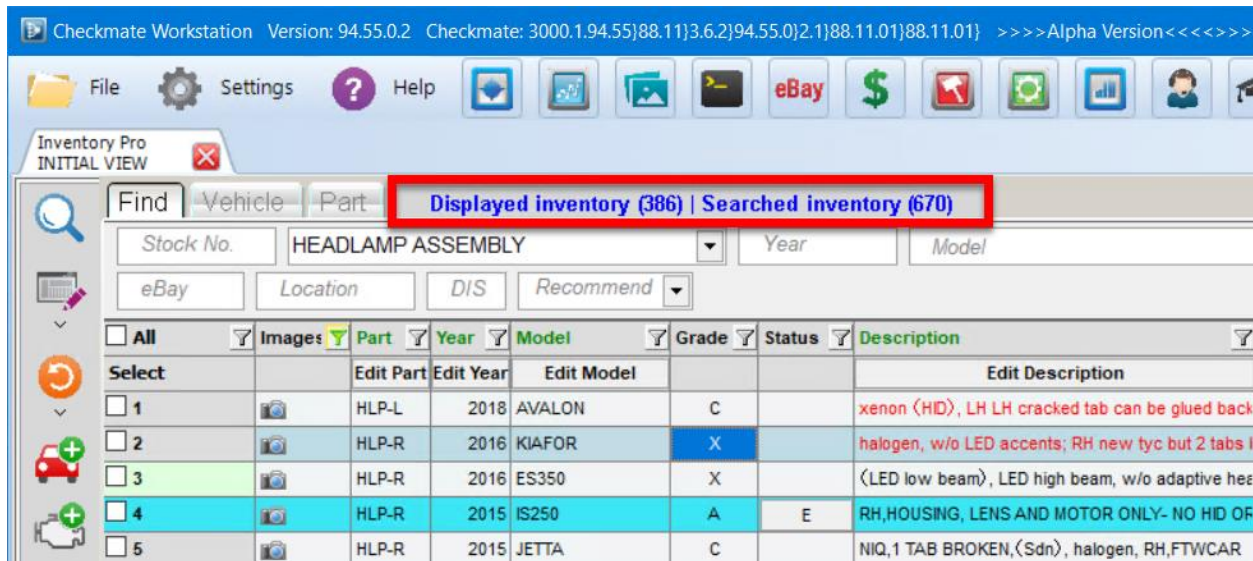 Checkmate Workstation Version: 94.55.0.2 Checkmate: 3000.1.94.55}88.11}3.6.2}94.55.0}2.1}88.11.01}88.11.01} >>>>Alpha Version<<<<>>>
File Settings Help eBay $
Inventory Pro
INITIAL VIEW
Find Vehicle Part Displayed inventory (386) | Searched inventory (670)
Stock No. HEADLAMP ASSEMBLY Year Model
eBay Location DIS Recommend
All Images Part Year Model Grade Status Description
Select Edit Part Edit Year Edit Model Edit Description
1 HLP-L 2018 AVALON C xenon (HID), LH LH cracked tab can be glued back
2 HLP-R 2016 KIAFOR X halogen, w/o LED accents; RH new tyc but 2 tabs
3 HLP-R 2016 ES350 X (LED low beam), LED high beam, w/o adaptive hea
4 HLP-R 2015 IS250 A E RH,HOUSING, LENS AND MOTOR ONLY- NO HID OR
5 HLP-R 2015 JETTA C NIQ,1 TAB BROKEN,(Sdn), halogen, RH,FTWCAR